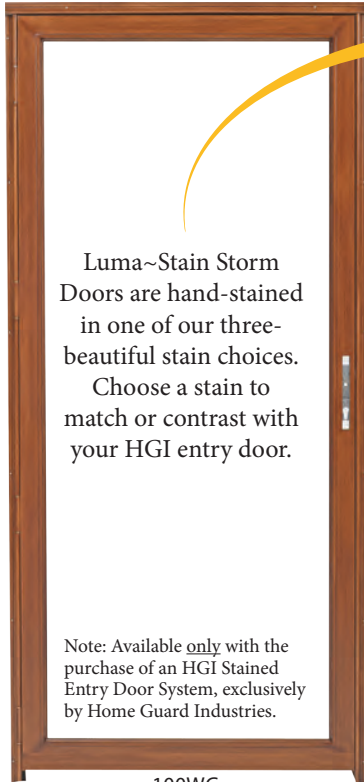 Luma~Stain Storm
Doors are hand-stained
in one of our three-
beautiful stain choices.
Choose a stain to
match or contrast with
your HGI entry door.
Note: Available only with the
purchase of an HGI Stained
Entry Door System, exclusively
by Home Guard Industries.
100WG